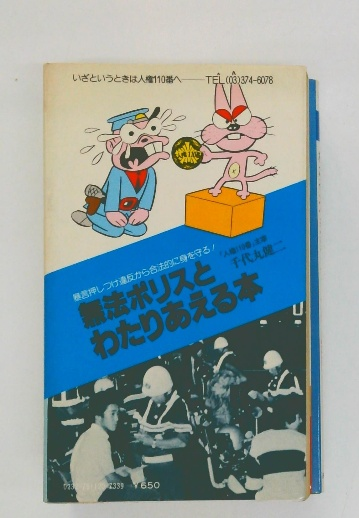 いざというときは人権110番へ——TEL(03)374-6078
暴言押しつけ違反から合法的に身を守る!
「人権110番」主宰
千代丸健二
無法ポリスと
わたりあえる本
¥650